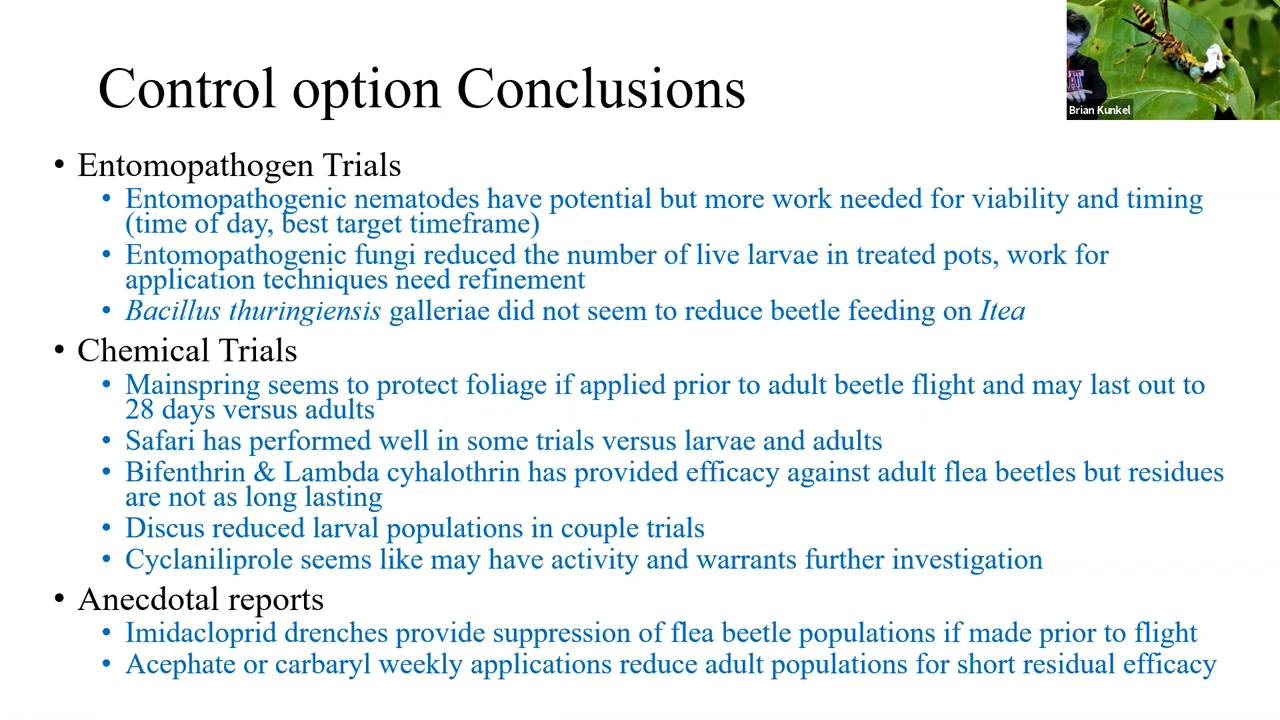 Control option Conclusions
Brian Kunkel
• Entomopathogen Trials
• Entomopathogenic nematodes have potential but more work needed for viability and timing
(time of day, best target timeframe)
• Entomopathogenic fungi reduced the number of live larvae in treated pots, work for
application techniques need refinement
• Bacillus thuringiensis galleriae did not seem to reduce beetle feeding on Itea
• Chemical Trials
• Mainspring seems to protect foliage if applied prior to adult beetle flight and may last out to
28 days versus adults
• Safari has performed well in some trials versus larvae and adults
• Bifenthrin & Lambda cyhalothrin has provided efficacy against adult flea beetles but residues
are not as long lasting
• Discus reduced larval populations in couple trials
• Cyclaniliprole seems like may have activity and warrants further investigation
• Anecdotal reports
• Imidacloprid drenches provide suppression of flea beetle populations if made prior to flight
• Acephate or carbaryl weekly applications reduce adult populations for short residual efficacy